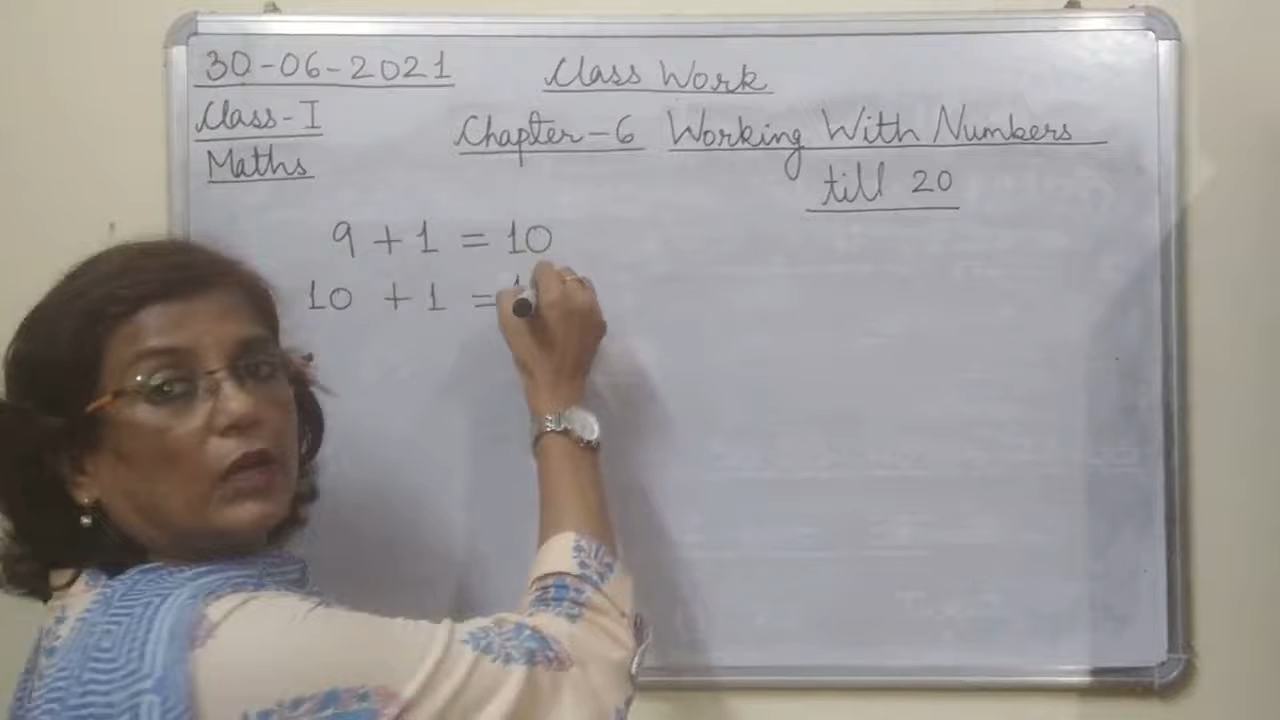 30-06-2021 Class Work
Class-I Chapter-6 Working With Numbers
Maths till 20
9 + 1 = 10
10 + 1 =